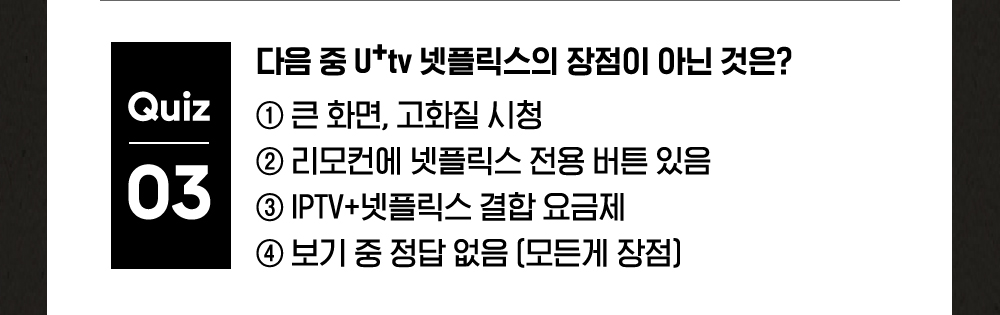 Quiz
03
다음 중 U+tv 넷플릭스의 장점이 아닌 것은?
① 큰 화면, 고화질 시청
② 리모컨에 넷플릭스 전용 버튼 있음
③ IPTV+넷플릭스 결합 요금제
④ 보기 중 정답 없음 (모든게 장점)